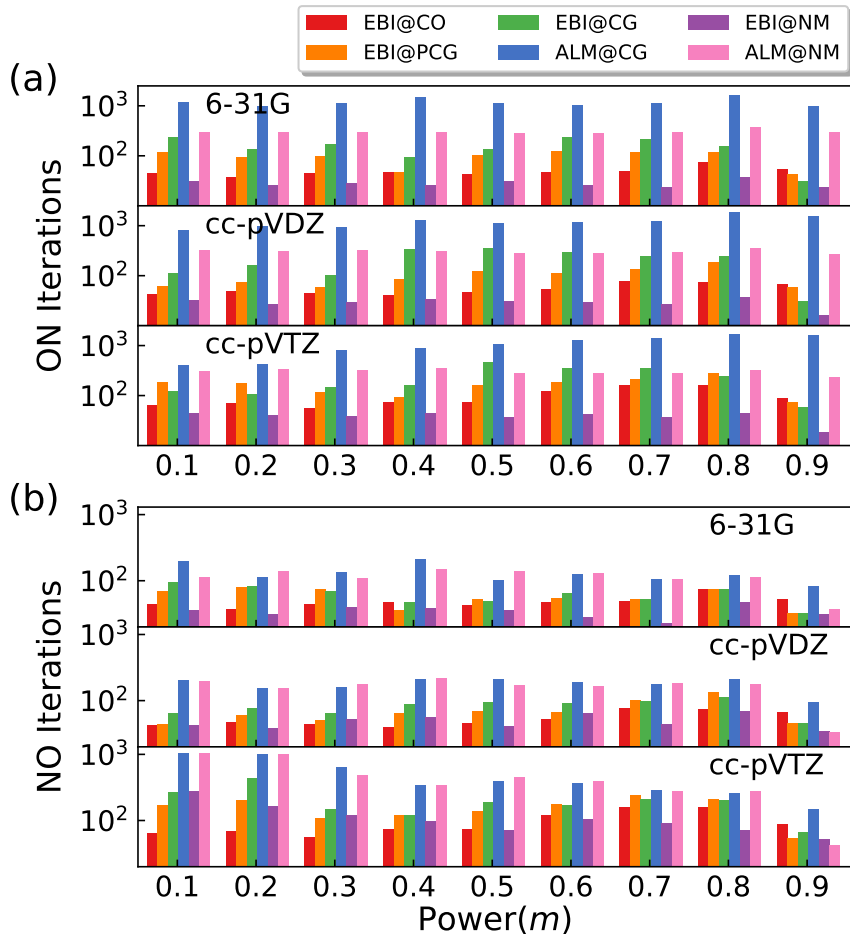 EBI@CO EBI@CG EBI@NM
EBI@PCG ALM@CG ALM@NM
(a)
10³ 6-31G
10²
cc-pVDZ
10³
10²
ON Iterations
cc-pVTZ
10³
10²
0.1 0.2 0.3 0.4 0.5 0.6 0.7 0.8 0.9
(b)
10³ 6-31G
10²
10³ cc-pVDZ
10²
NO Iterations
10³ cc-pVTZ
10²
0.1 0.2 0.3 0.4 0.5 0.6 0.7 0.8 0.9
Power(m)